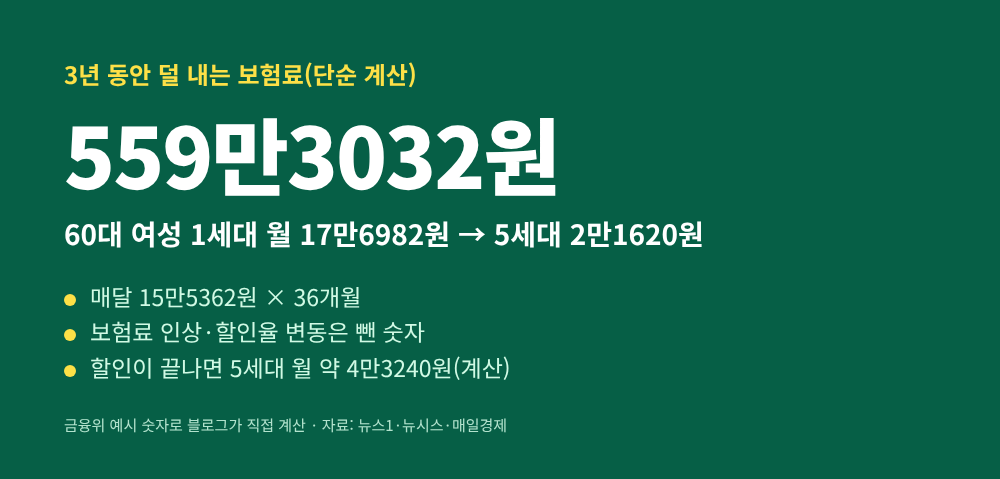 3년 동안 덜 내는 보험료(단순 계산)
559만3032원
60대 여성 1세대 월 17만6982원 → 5세대 2만1620원
● 매달 15만5362원 × 36개월
● 보험료 인상·할인율 변동은 뺀 숫자
● 할인이 끝나면 5세대 월 약 4만3240원(계산)
금융위 예시 숫자로 블로그가 직접 계산 · 자료: 뉴스1·뉴시스·매일경제